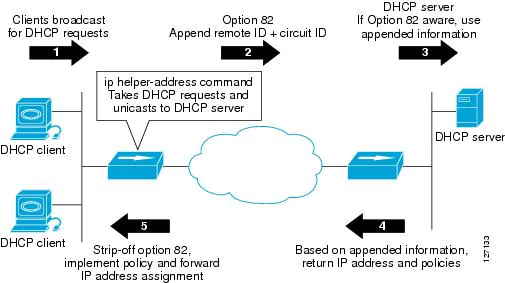 Clients broadcast
for DHCP requests
1
Option 82
Append remote ID + circuit ID
2
DHCP server
If Option 82 aware, use
appended information
3
ip helper-address command
Takes DHCP requests and
unicasts to DHCP server
DHCP client
DHCP server
DHCP client
5
Strip-off option 82,
implement policy and forward
IP address assignment
4
Based on appended information,
return IP address and policies
127133